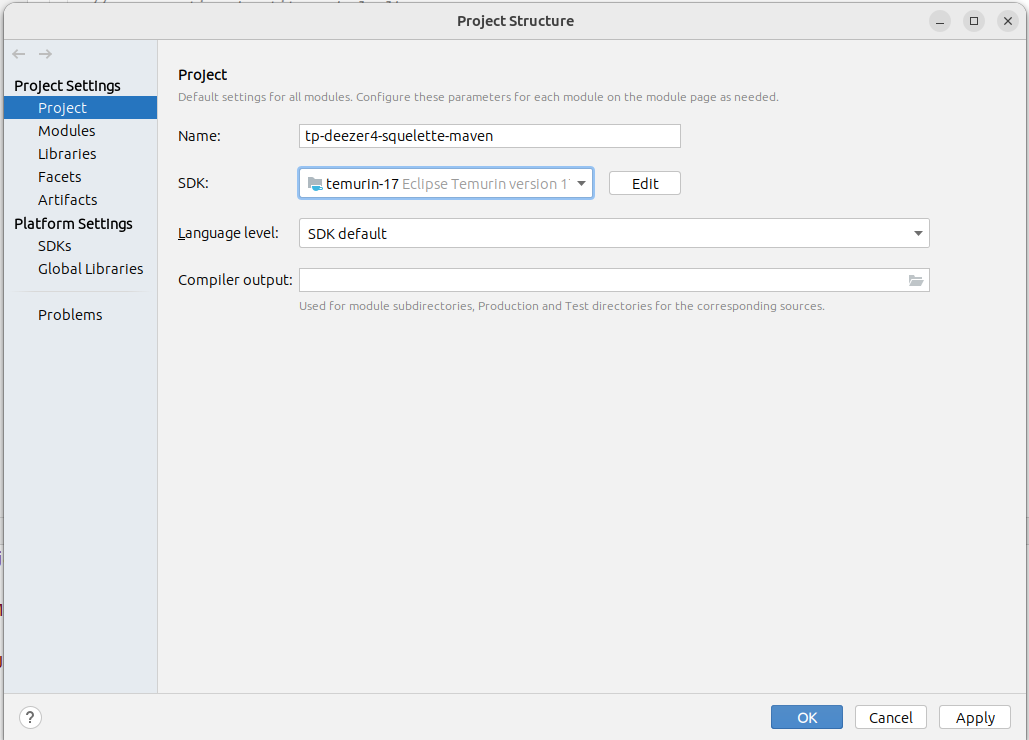 Project Structure
Project Settings
Project
Modules
Libraries
Facets
Artifacts
Platform Settings
SDKs
Global Libraries
Problems
Project
Default settings for all modules. Configure these parameters for each module on the module page as needed.
Name: tp-deezer4-squelette-maven
SDK: temurin-17 Eclipse Temurin version 1 Edit
Language level: SDK default
Compiler output:
Used for module subdirectories, Production and Test directories for the corresponding sources.
? OK Cancel Apply